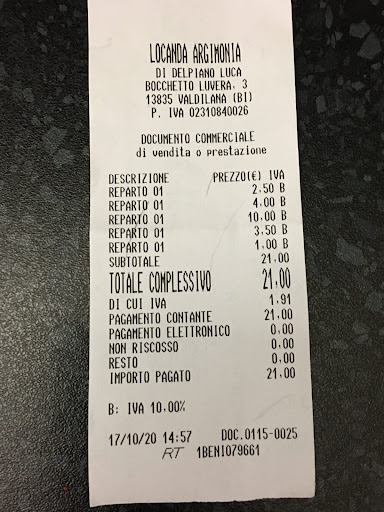 LOCANDA ARGIMONIA
DI DELPIANO LUCA
BOCCHETTO LUVERA, 3
13835 VALDILANA (BI)
P. IVA 02310840026
DOCUMENTO COMMERCIALE
di vendita o prestazione
DESCRIZIONE PREZZO(€) IVA
REPARTO 01 2,50 B
REPARTO 01 4,00 B
REPARTO 01 10,00 B
REPARTO 01 3,50 B
REPARTO 01 1,00 B
SUBTOTALE 21,00
TOTALE COMPLESSIVO 21,00
DI CUI IVA 1,91
PAGAMENTO CONTANTE 21,00
PAGAMENTO ELETTRONICO 0,00
NON RISCOSSO 0,00
RESTO 0,00
IMPORTO PAGATO 21,00
B: IVA 10,00%
17/10/20 14:57 DOC.0115-0025
RT 1BENI079661